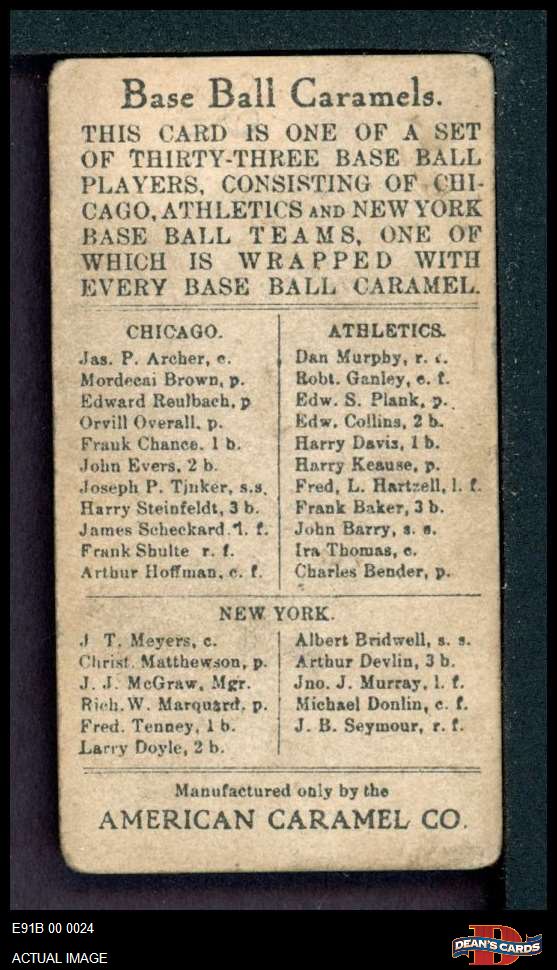 Base Ball Caramels.
THIS CARD IS ONE OF A SET
OF THIRTY-THREE BASE BALL
PLAYERS, CONSISTING OF CHI-
CAGO, ATHLETICS AND NEW YORK
BASE BALL TEAMS, ONE OF
WHICH IS WRAPPED WITH
EVERY BASE BALL CARAMEL.
CHICAGO.
Jas. P. Archer, c.
Mordecai Brown, p.
Edward Reulbach, p
Orvill Overall, p.
Frank Chance. 1 b.
John Evers, 2 b.
Joseph P. Tinker, s.s.
Harry Steinfeldt, 3 b.
James Scheckard. l. f.
Frank Shulte r. f.
Arthur Hoffman, c. f.
ATHLETICS.
Dan Murphy, r. f.
Robt. Ganley, c. f.
Edw. S. Plank, p.
Edw. Collins, 2 b.
Harry Davis, 1 b.
Harry Keause, p.
Fred, L. Hartzell, l. f.
Frank Baker, 3 b.
John Barry, s. s.
Ira Thomas, c.
Charles Bender, p.
NEW YORK.
J. T. Meyers, c.
Christ. Matthewson, p.
J. J. McGraw, Mgr.
Rich. W. Marquard, p.
Fred. Tenney, 1 b.
Larry Doyle, 2 b.
Albert Bridwell, s. s.
Arthur Devlin, 3 b.
Jno. J. Murray, l. f.
Michael Donlin, c. f.
J. B. Seymour, r. f.
Manufactured only by the
AMERICAN CARAMEL CO.
E91B 00 0024
ACTUAL IMAGE
D
DEAN'S CARDS